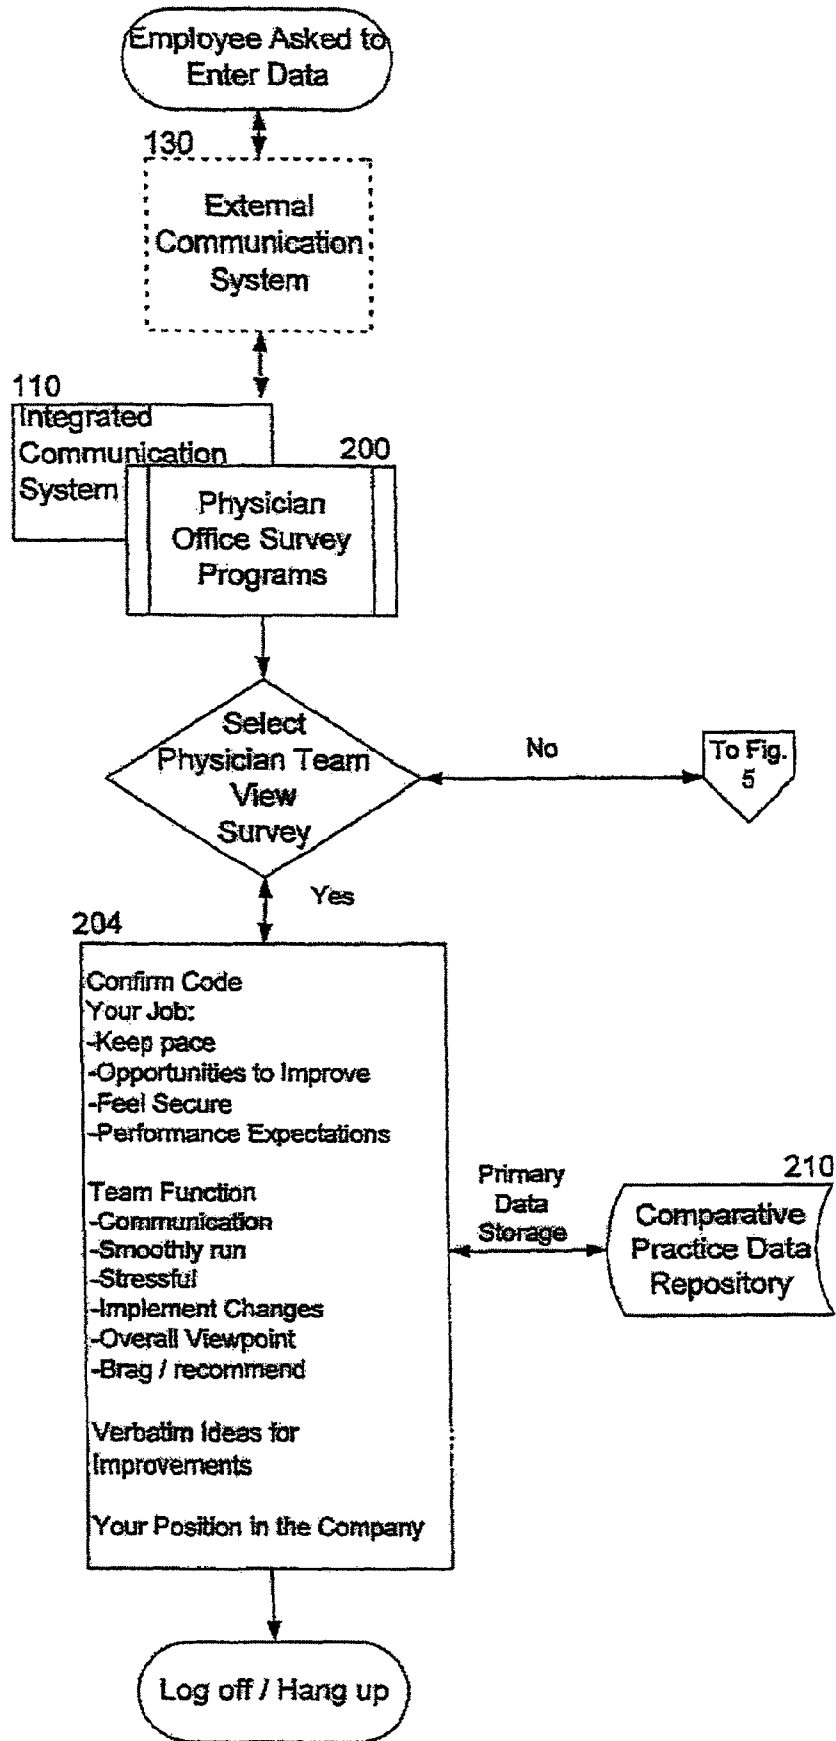 Employee Asked to
Enter Data
130
External
Communication
System
110
Integrated
Communication
System
200
Physician
Office Survey
Programs
Select
Physician Team
View
Survey
No
To Fig.
5
Yes
204
Confirm Code
Your Job:
-Keep pace
-Opportunities to Improve
-Feel Secure
-Performance Expectations
Team Function
-Communication
-Smoothly run
-Stressful
-Implement Changes
-Overall Viewpoint
-Brag / recommend
Verbatim Ideas for
Improvements
Your Position in the Company
Primary
Data
Storage
210
Comparative
Practice Data
Repository
Log off / Hang up